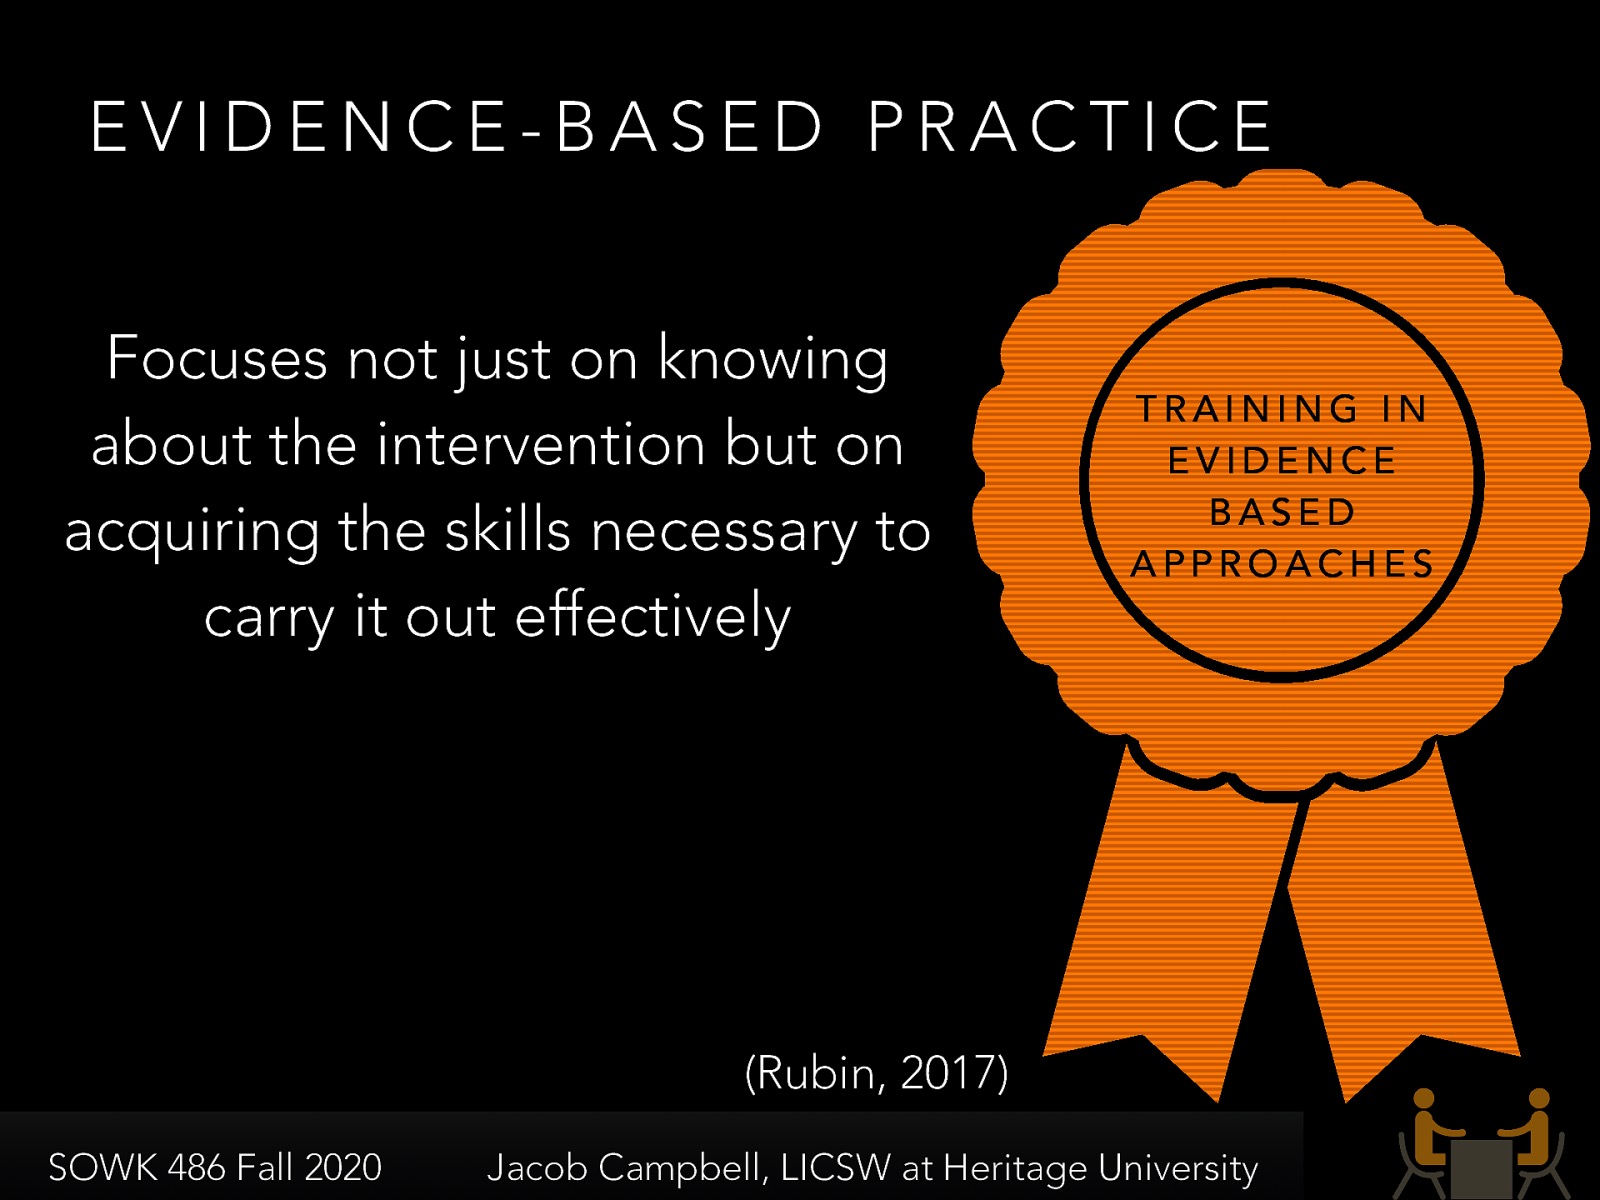 EVIDENCE-BASED PRACTICE
Focuses not just on knowing
about the intervention but on
acquiring the skills necessary to
carry it out effectively
TRAINING IN
EVIDENCE
BASED
APPROACHES
(Rubin, 2017)
SOWK 486 Fall 2020
Jacob Campbell, LICSW at Heritage University